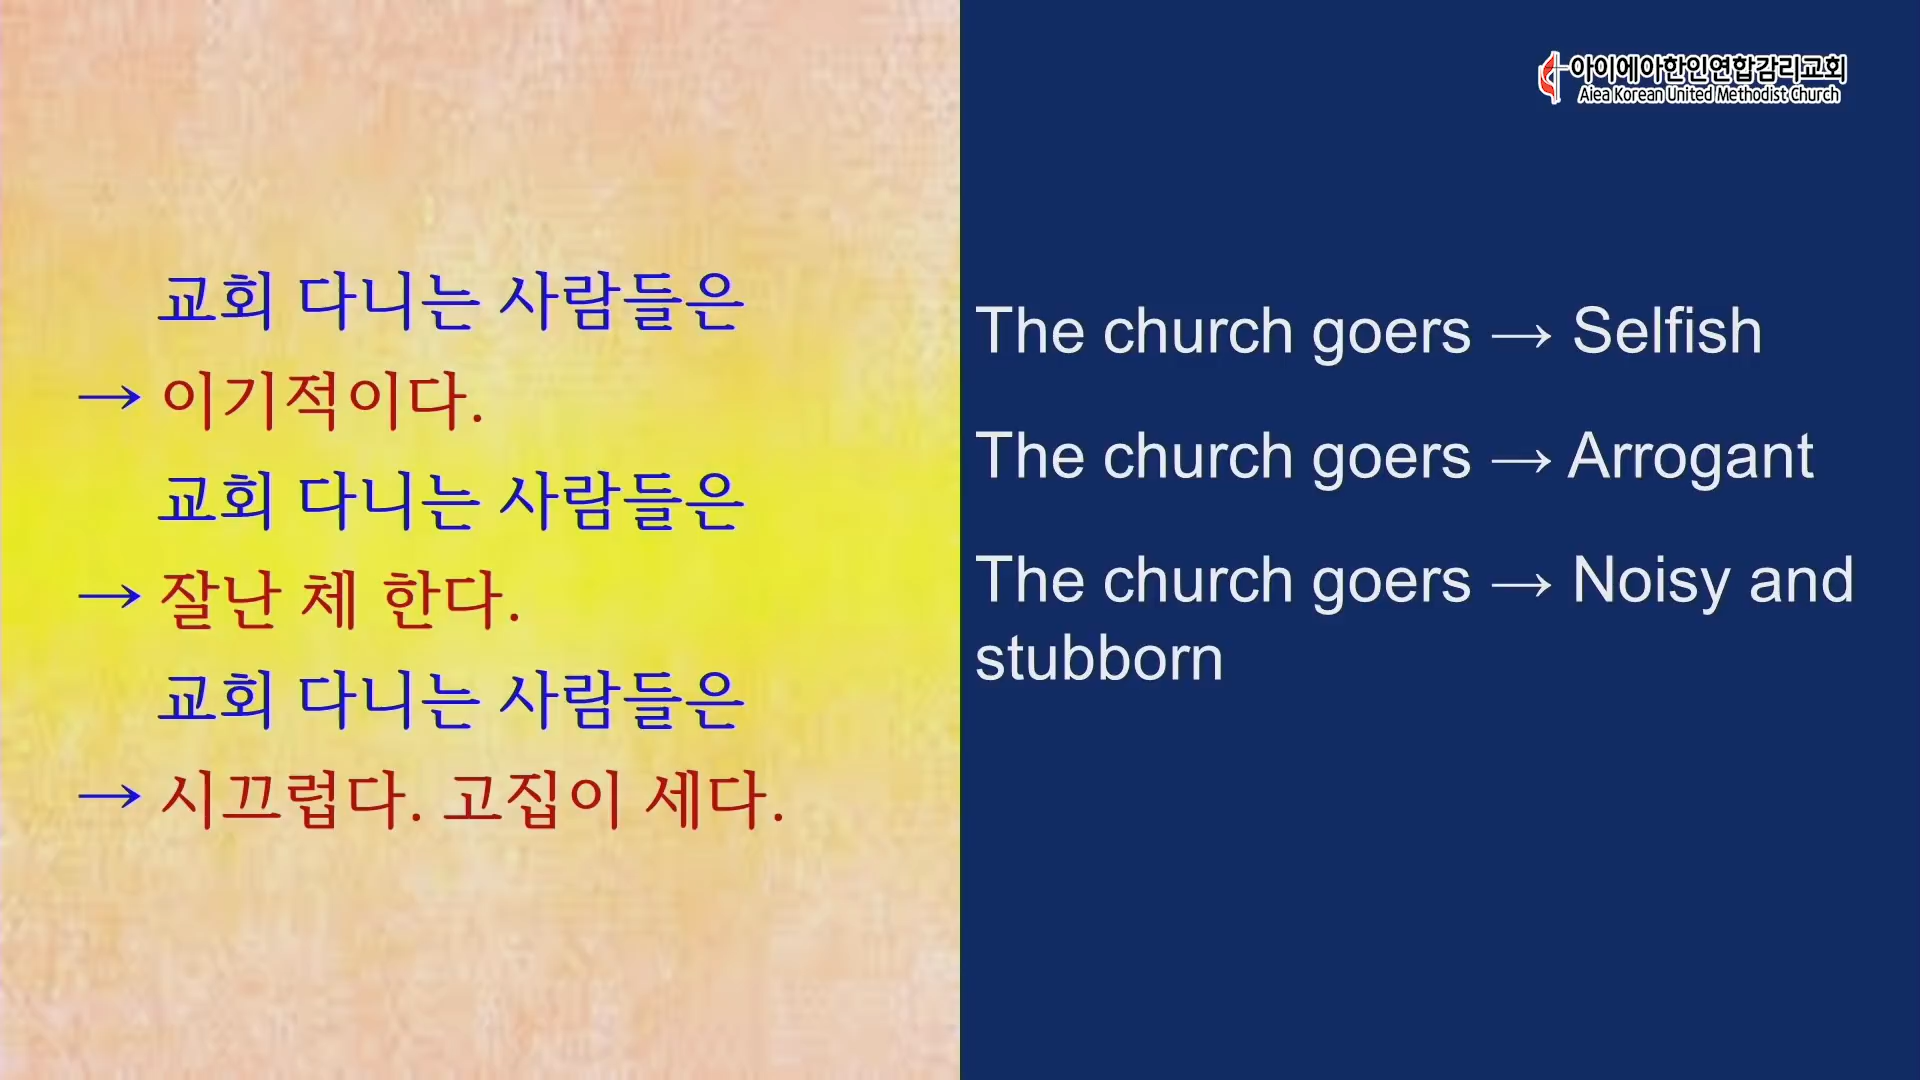 교회 다니는 사람들은
→ 이기적이다.
교회 다니는 사람들은
→ 잘난 체 한다.
교회 다니는 사람들은
→ 시끄럽다. 고집이 세다.
아이에아한인연합감리교회
Aiea Korean United Methodist Church
The church goers → Selfish
The church goers → Arrogant
The church goers → Noisy and
stubborn